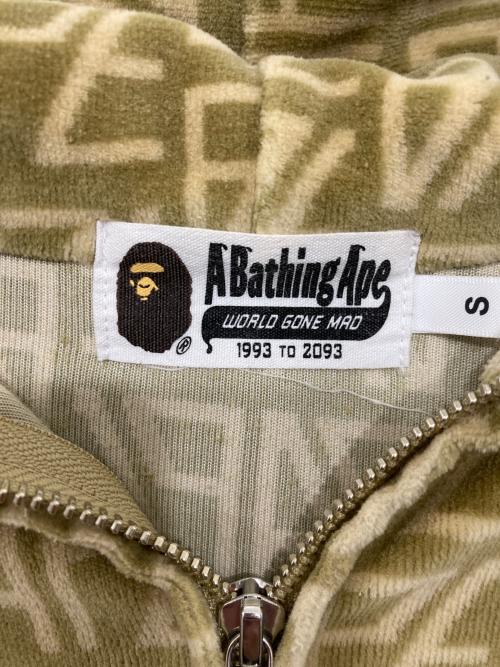 A Bathing Ape
WORLD GONE MAD
1993 TO 2093
®
S